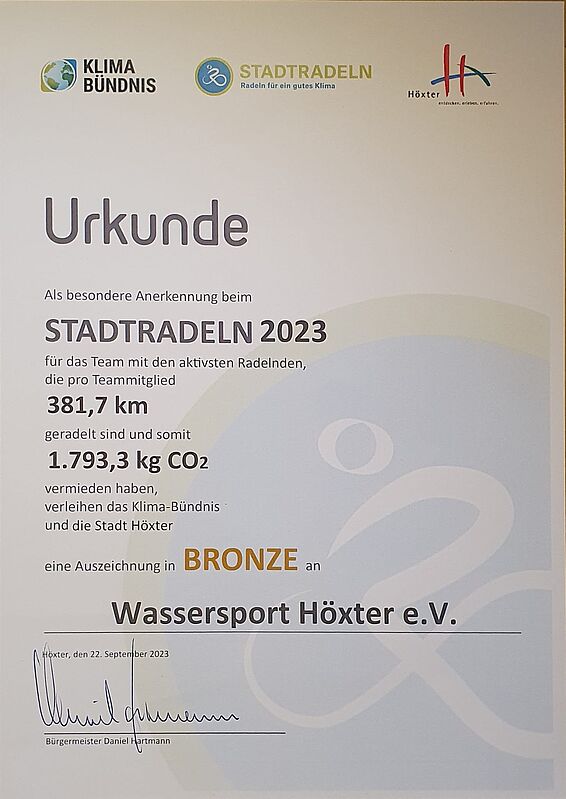 KLIMA
BÜNDNIS
STADTRADELN
Radeln für ein gutes Klima
Höxter
entdecken, erleben, erfahren.
Urkunde
Als besondere Anerkennung beim
STADTRADELN 2023
für das Team mit den aktivsten Radelnden,
die pro Teammitglied
381,7 km
geradelt sind und somit
1.793,3 kg CO2
vermieden haben,
verleihen das Klima-Bündnis
und die Stadt Höxter
eine Auszeichnung in BRONZE an
Wassersport Höxter e.V.
Höxter, den 22. September 2023
Bürgermeister Daniel Hartmann